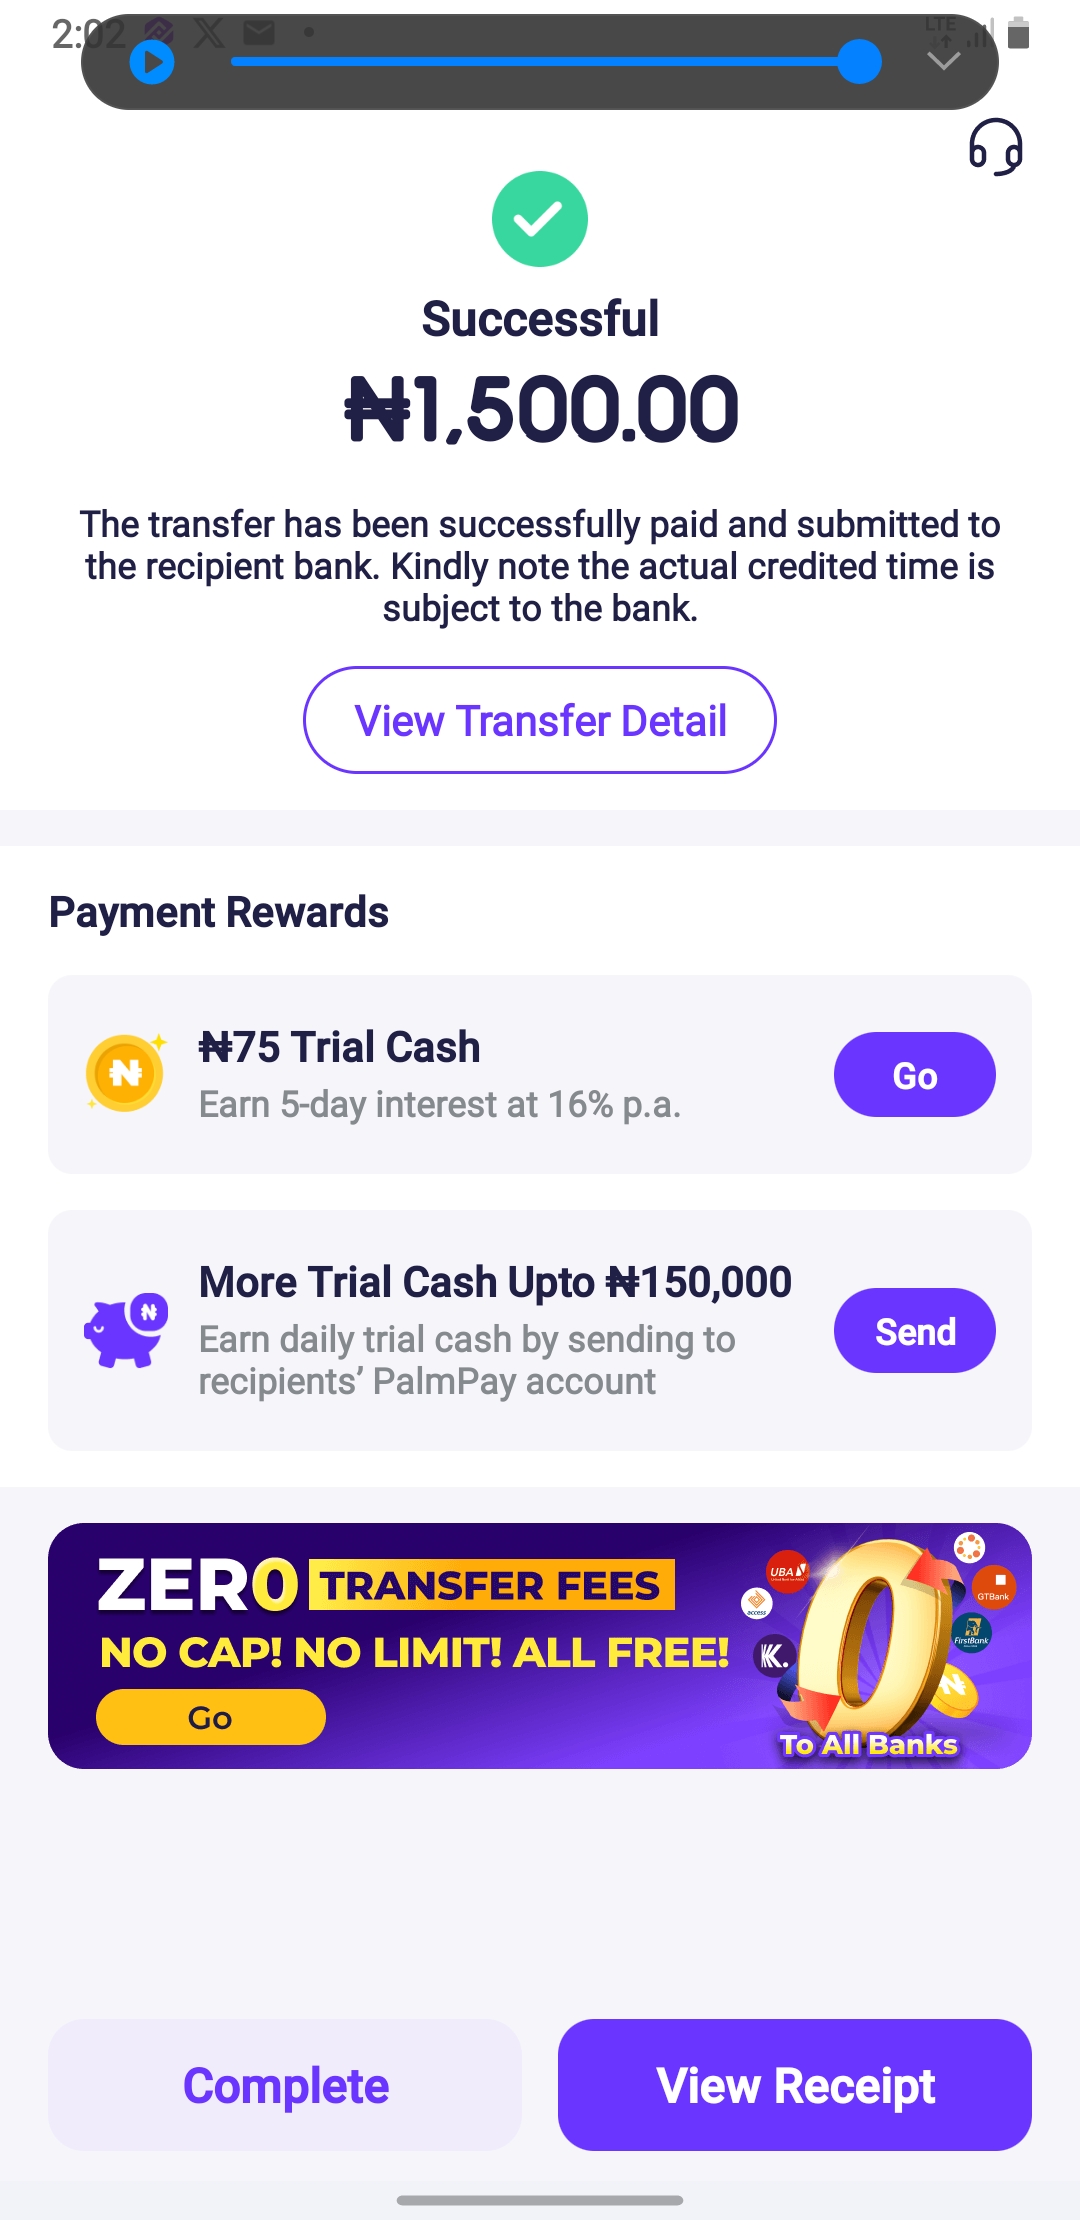 2:02
LTE
Successful
₦1,500.00
The transfer has been successfully paid and submitted to
the recipient bank. Kindly note the actual credited time is
subject to the bank.
View Transfer Detail
Payment Rewards
₦75 Trial Cash
Earn 5-day interest at 16% p.a.
Go
More Trial Cash Upto ₦150,000
Earn daily trial cash by sending to
recipients’ PalmPay account
Send
ZERO TRANSFER FEES
NO CAP! NO LIMIT! ALL FREE!
Go
UBA
access
K.
GTBank
FirstBank
To All Banks
Complete
View Receipt